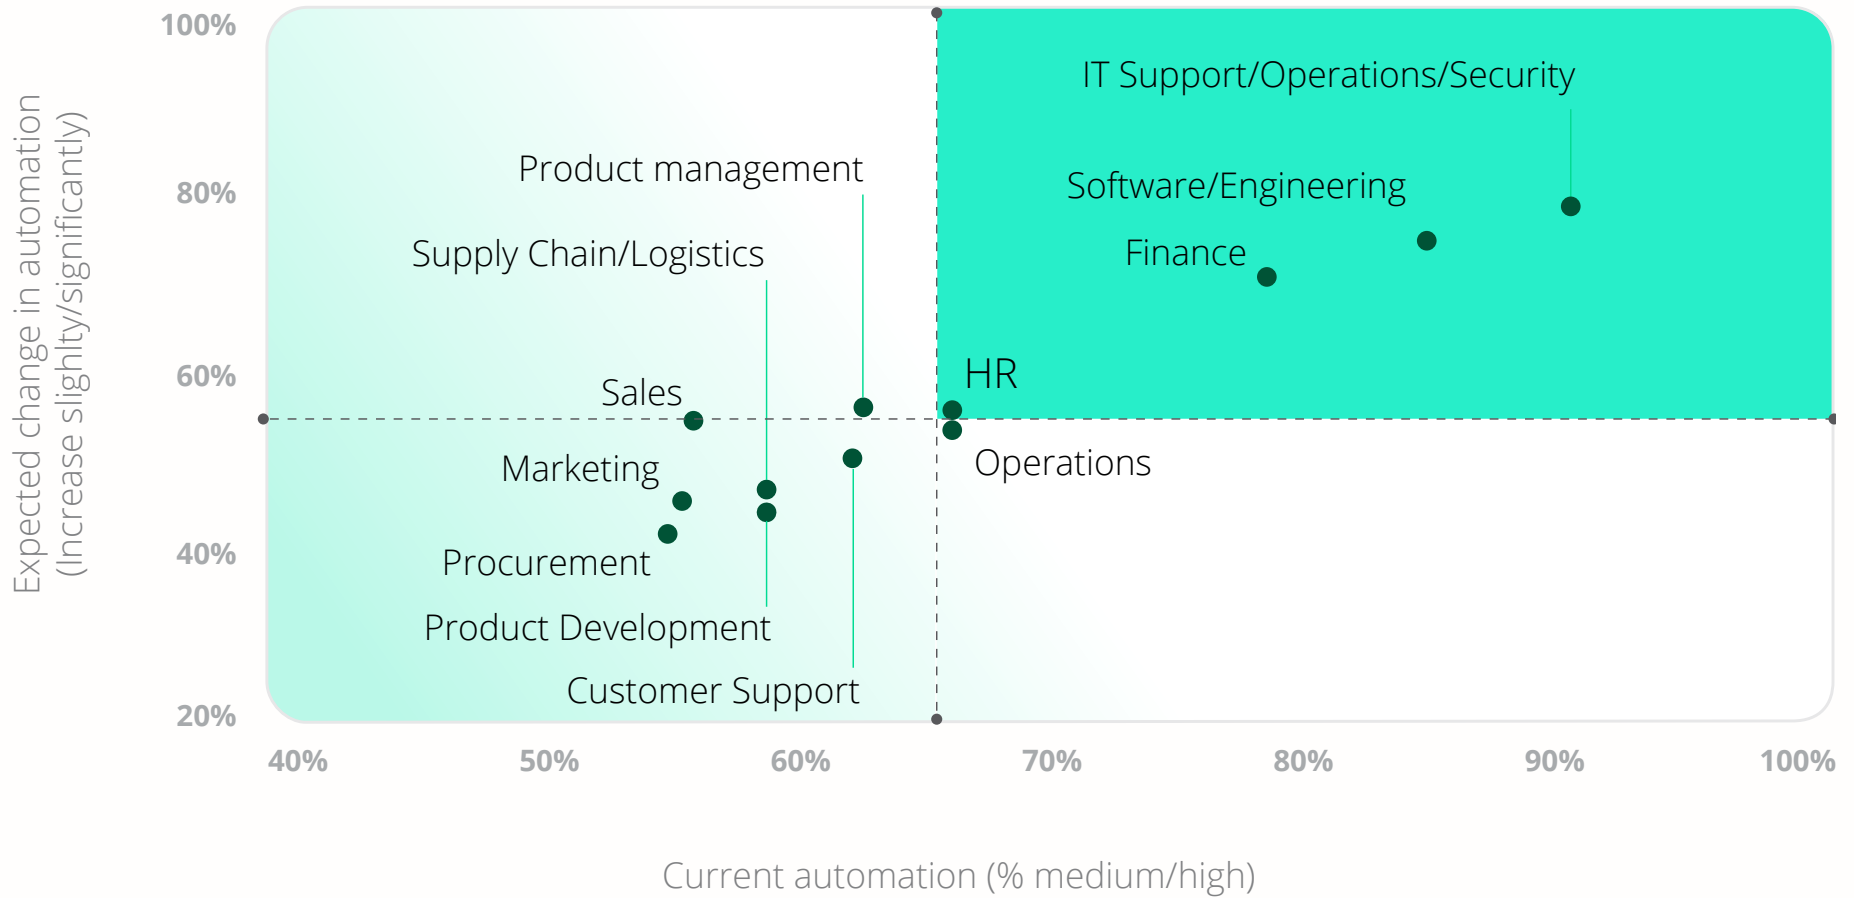 Expected change in automation
(Increase slighlty/significantly)
100%
80%
60%
40%
20%
IT Support/Operations/Security
Product management
Software/Engineering
Supply Chain/Logistics
Finance
HR
Sales
Marketing
Operations
Procurement
Product Development
Customer Support
40%
50%
60%
70%
80%
90%
100%
Current automation (% medium/high)